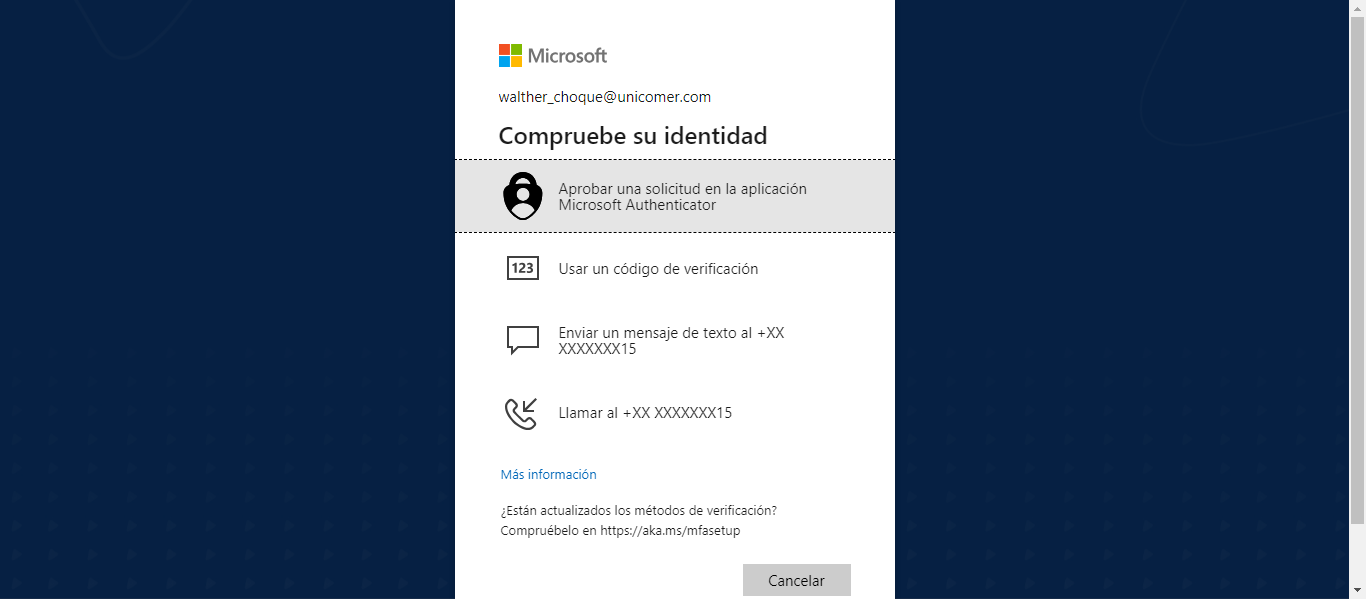 Microsoft
walther_choque@unicomer.com
Compruebe su identidad
Aprobar una solicitud en la aplicación
Microsoft Authenticator
123
Usar un código de verificación
Enviar un mensaje de texto al +XX
XXXXXXX15
Llamar al +XX XXXXXXX15
Más información
¿Están actualizados los métodos de verificación?
Compruébelo en https://aka.ms/mfasetup
Cancelar